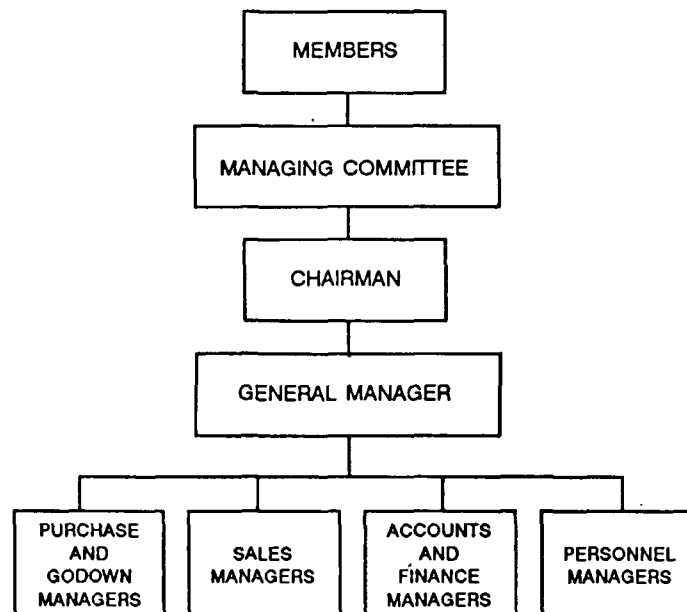 MEMBERS
MANAGING COMMITTEE
CHAIRMAN
GENERAL MANAGER
PURCHASE
AND
GODOWN
MANAGERS
SALES
MANAGERS
ACCOUNTS
AND
FINANCE
MANAGERS
PERSONNEL
MANAGERS